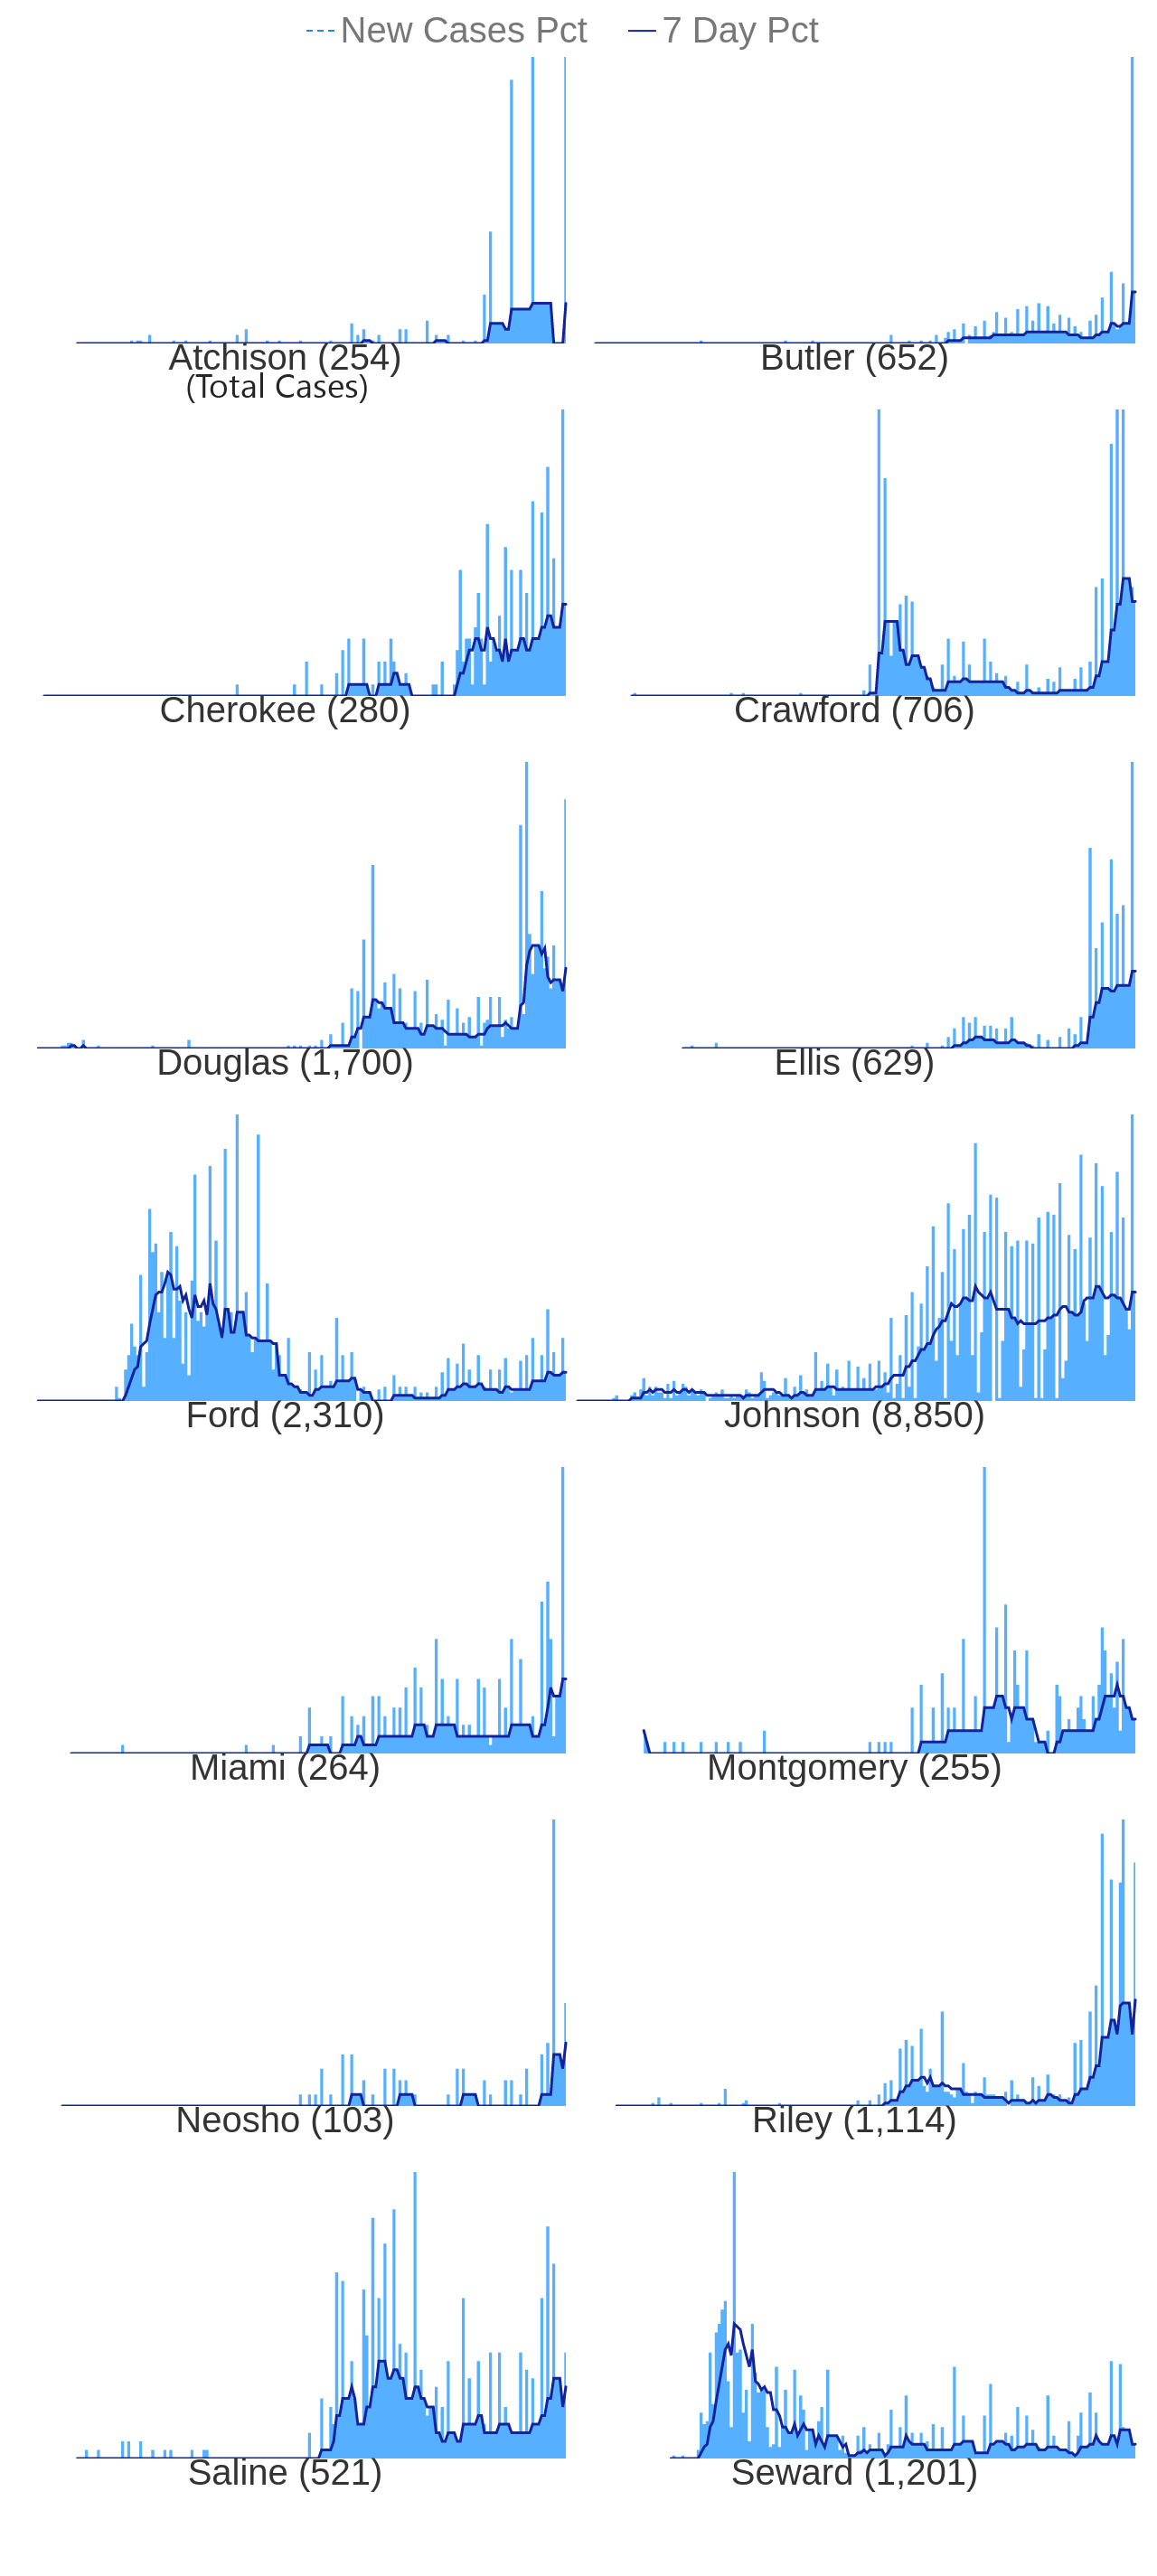 New Cases Pct 7 Day Pct
Atchison (254) Butler (652)
(Total Cases)
Cherokee (280) Crawford (706)
Douglas (1,700) Ellis (629)
Ford (2,310) Johnson (8,850)
Miami (264) Montgomery (255)
Neosho (103) Riley (1,114)
Saline (521) Seward (1,201)